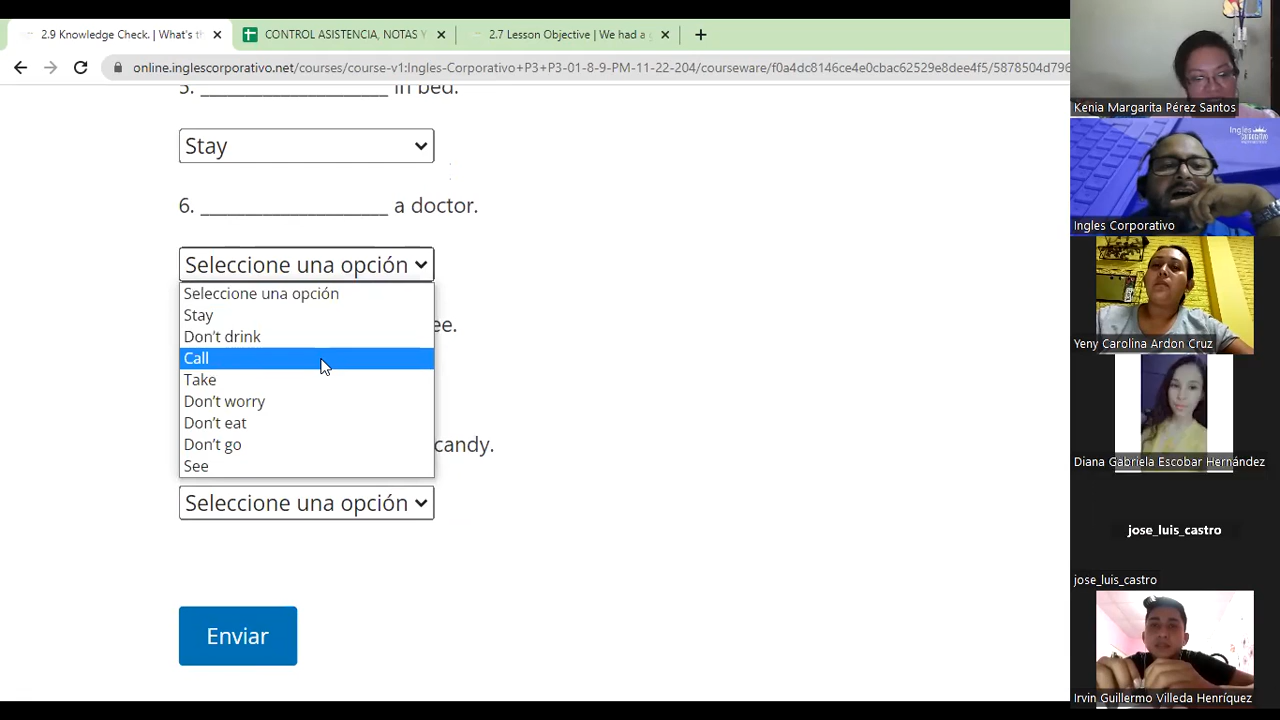 2.9 Knowledge Check. | What's th
CONTROL ASISTENCIA, NOTAS Y
2.7 Lesson Objective | We had a
online.inglescorporativo.net/courses/course-v1:Ingles-Corporativo+P3+P3-01-8-9-PM-11-22-204/courseware/f0a4dc8146ce4e0cbac62529e8dee4f5/5878504d796
5. ____________________ in bed.
Stay
6. ____________________ a doctor.
Seleccione una opción
Seleccione una opción
Stay
Don't drink
Call
Take
Don't worry
Don't eat
Don't go
See
ee.
candy.
Seleccione una opción
Enviar
Kenia Margarita Pérez Santos
Ingles
Ingles Corporativo
Yeny Carolina Ardon Cruz
Diana Gabriela Escobar Hernández
jose_luis_castro
jose_luis_castro
Irvin Guillermo Villeda Henríquez